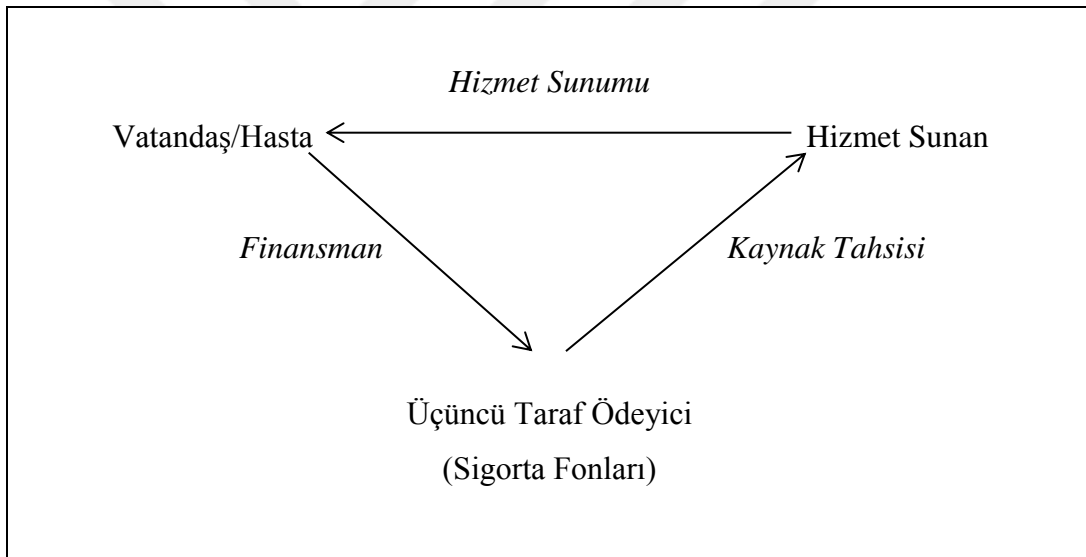 Hizmet Sunumu
Vatandaş/Hasta
Hizmet Sunan
Finansman
Kaynak Tahsisi
Üçüncü Taraf Ödeyici
(Sigorta Fonları)